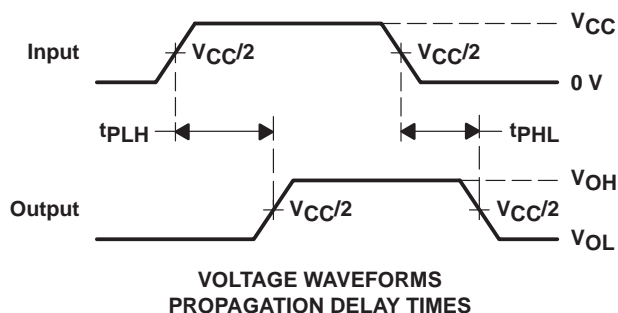 VCC
Input VCC/2 VCC/2
0 V
tPLH tPHL
VOH
Output VCC/2 VCC/2
VOL
VOLTAGE WAVEFORMS
PROPAGATION DELAY TIMES